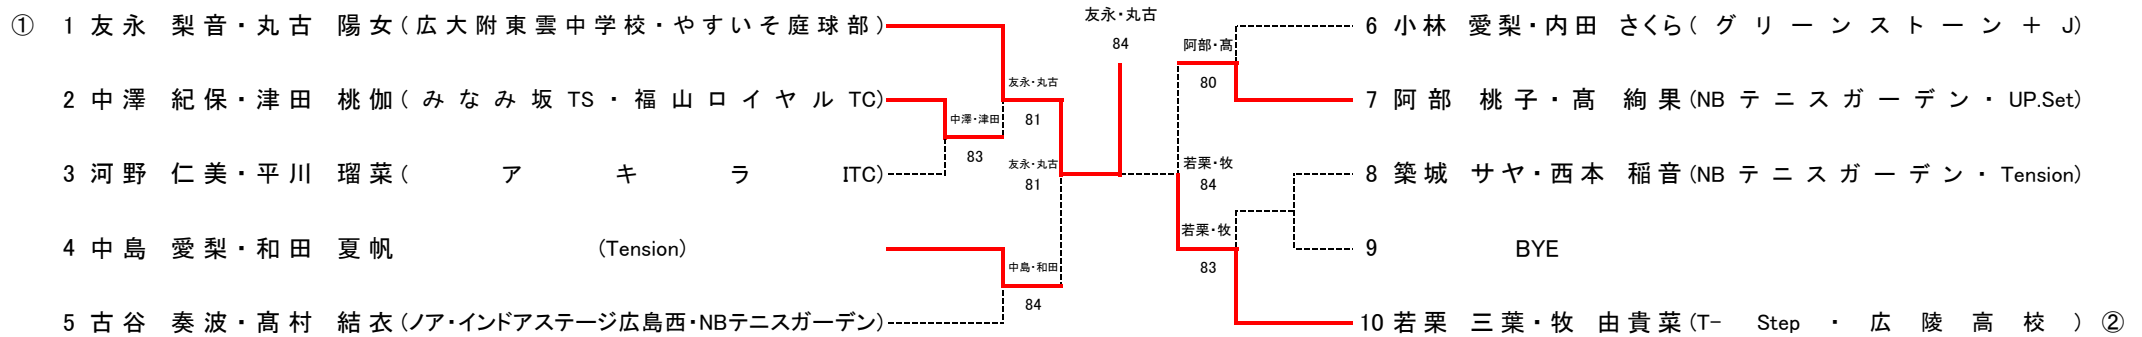 ① 1 友永 梨音・丸古 陽女(広大附東雲中学校・やすいそ庭球部)
2 中澤 紀保・津田 桃伽(みなみ坂TS・福山ロイヤルTC)
3 河野 仁美・平川 瑠菜(アキラITC)
4 中島 愛梨・和田 夏帆 (Tension)
5 古谷 奏波・髙村 結衣(ノア・インドアステージ広島西・NBテニスガーデン)
中澤・津田
83
友永・丸古
81
友永・丸古
81
中島・和田
84
友永・丸古
84
阿部・髙
80
若栗・牧
84
若栗・牧
83
6 小林 愛梨・内田 さくら(グリーンストーン+J)
7 阿部 桃子・髙 絢果(NBテニスガーデン・UP.Set)
8 築城 サヤ・西本 稲音(NBテニスガーデン・Tension)
9 BYE
10 若栗 三葉・牧 由貴菜(T-Step・広陵高校) ②